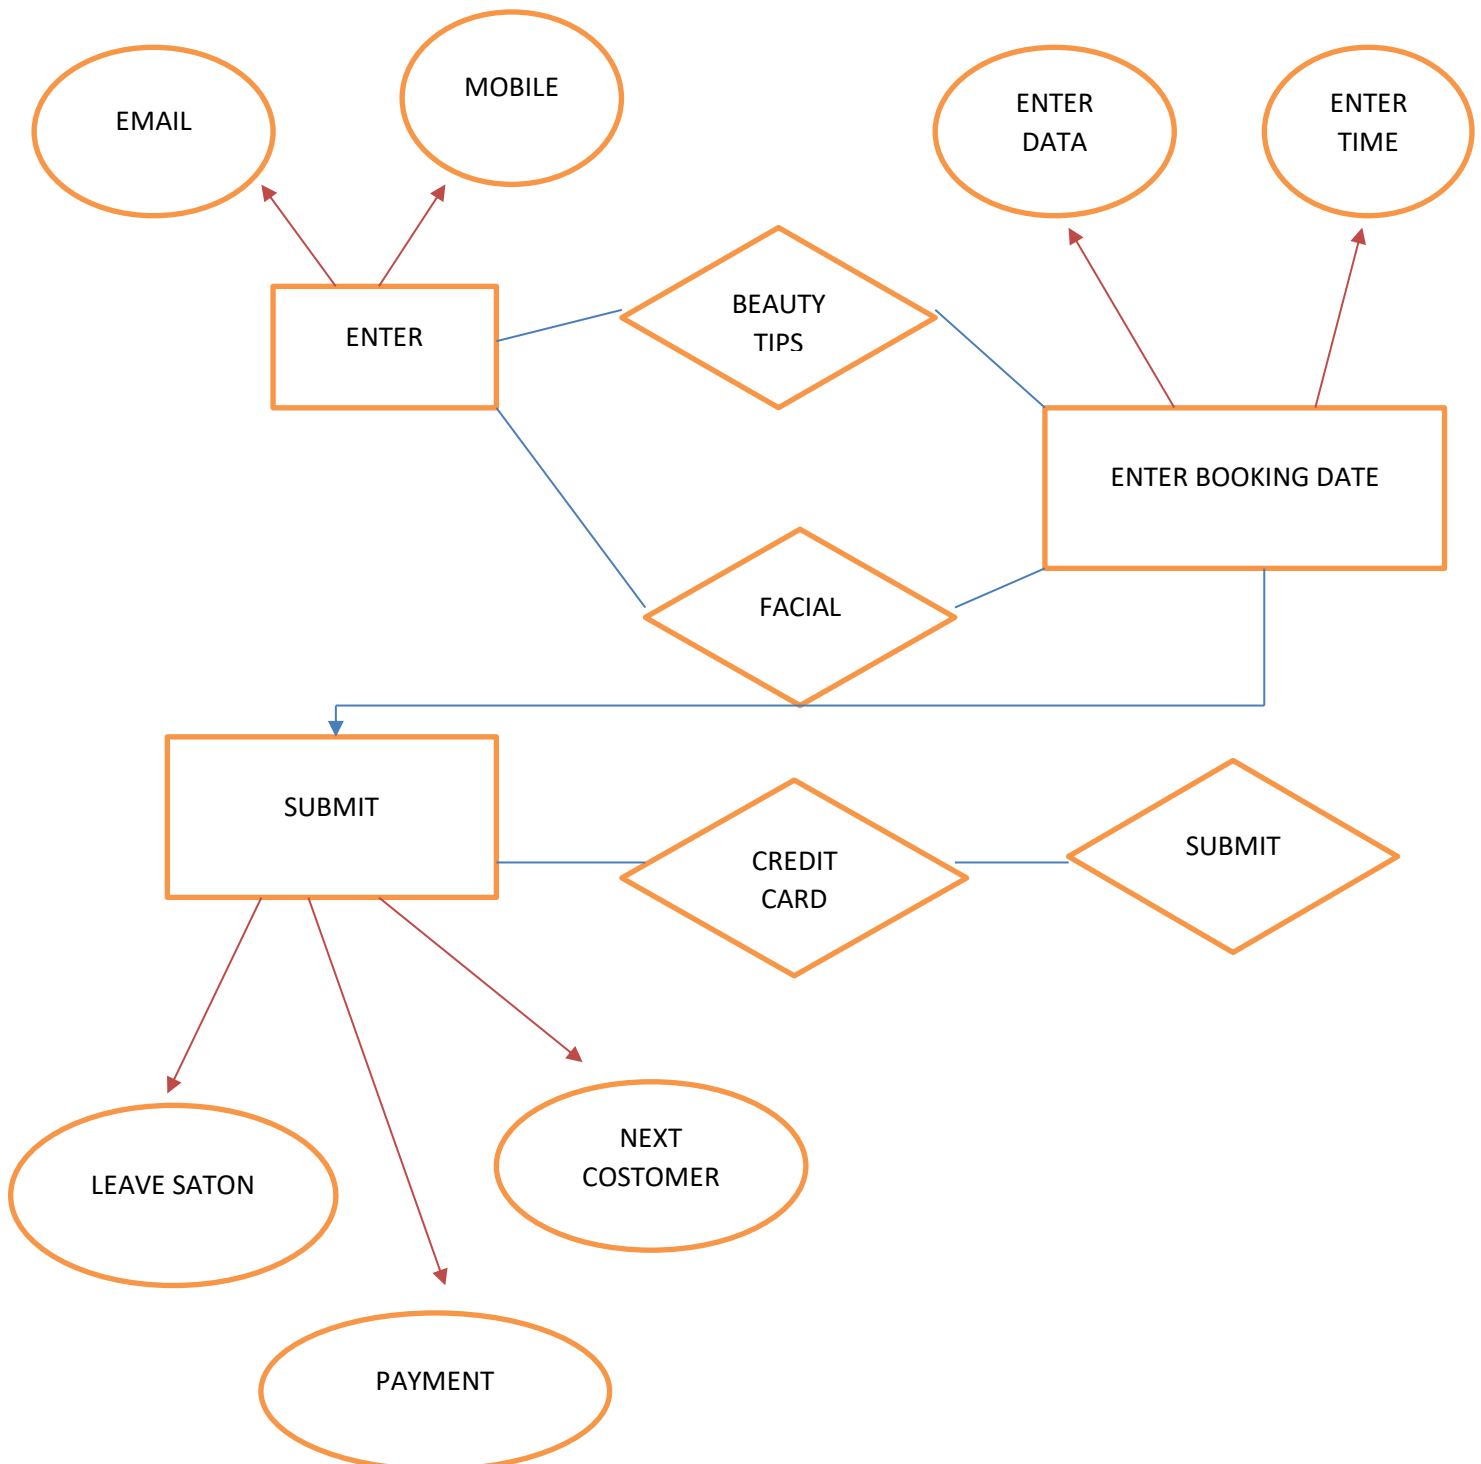 EMAIL
MOBILE
ENTER
DATA
ENTER
TIME
ENTER
BEAUTY
TIPS
ENTER BOOKING DATE
FACIAL
SUBMIT
CREDIT
CARD
SUBMIT
NEXT
COSTOMER
LEAVE SATON
PAYMENT